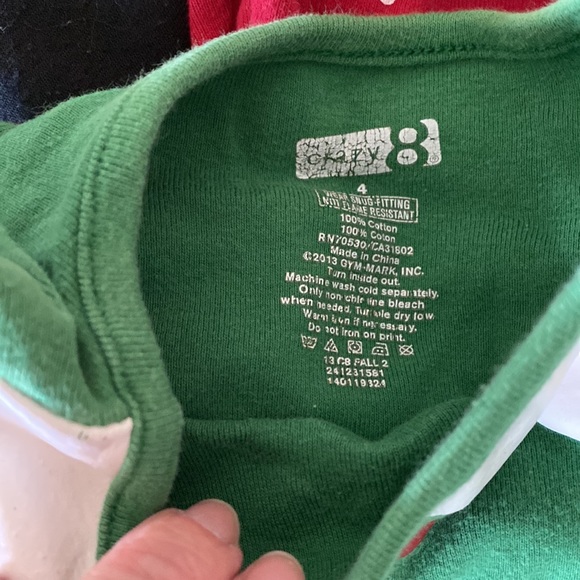 crazy 8
4
WEAR SNUG-FITTING
NOT FLAME RESISTANT
100% Cotton
100% Coton
RN70530/CA31602
Made in China
©2013 GYM-MARK, INC.
Turn inside out.
Machine wash cold separately.
Only non-chlorine bleach
when needed. Tumble dry low
Warm iron if necessary.
Do not iron on print.
13 C8 FALL 2
241231581
140119324